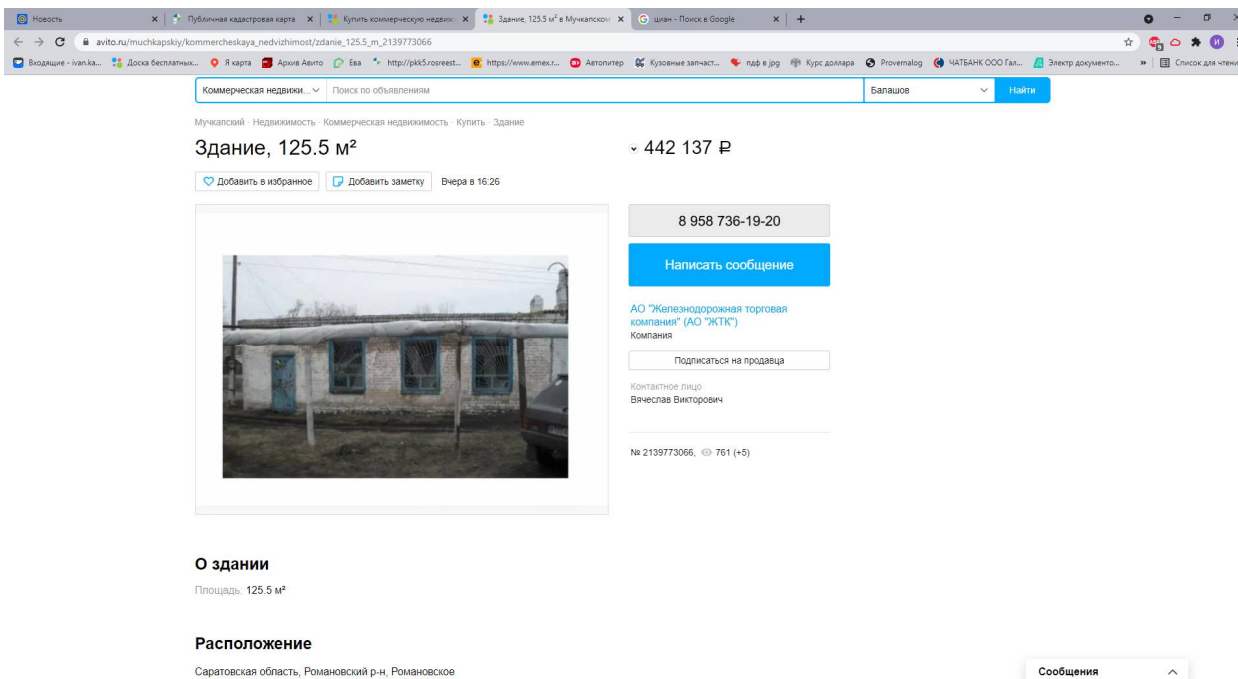 Новость
Публичная кадастровая карта
Купить коммерческую недвиж
Здание, 125.5 м² в Мучкапском
циан - Поиск в Google
avito.ru/muchkapskiy/kommercheskaya_nedvizhimost/zdanie_125.5_m_2139773066
Входящие - ivan.ka...
Доска бесплатных...
Я карта
Архив Авито
Ева
http://pkk5.rosreest...
https://www.emex.r...
Автопитер
Кузовные запчаст...
пдф в jpg
Курс доллара
Provemalog
ЧАТБАНК ООО Гал...
Электр документо...
»
Список для чтени
Коммерческая недвижи...
Поиск по объявлениям
Балашов
Найти
Мучкапский · Недвижимость · Коммерческая недвижимость · Купить · Здание
Здание, 125.5 м²
442 137 ₽
Добавить в избранное
Добавить заметку
Вчера в 16:26
8 958 736-19-20
Написать сообщение
АО "Железнодорожная торговая
компания" (АО "ЖТК")
Компания
Подписаться на продавца
Контактное лицо
Вячеслав Викторович
№ 2139773066, 761 (+5)
О здании
Площадь: 125.5 м²
Расположение
Саратовская область, Романовский р-н, Романовское
Сообщения